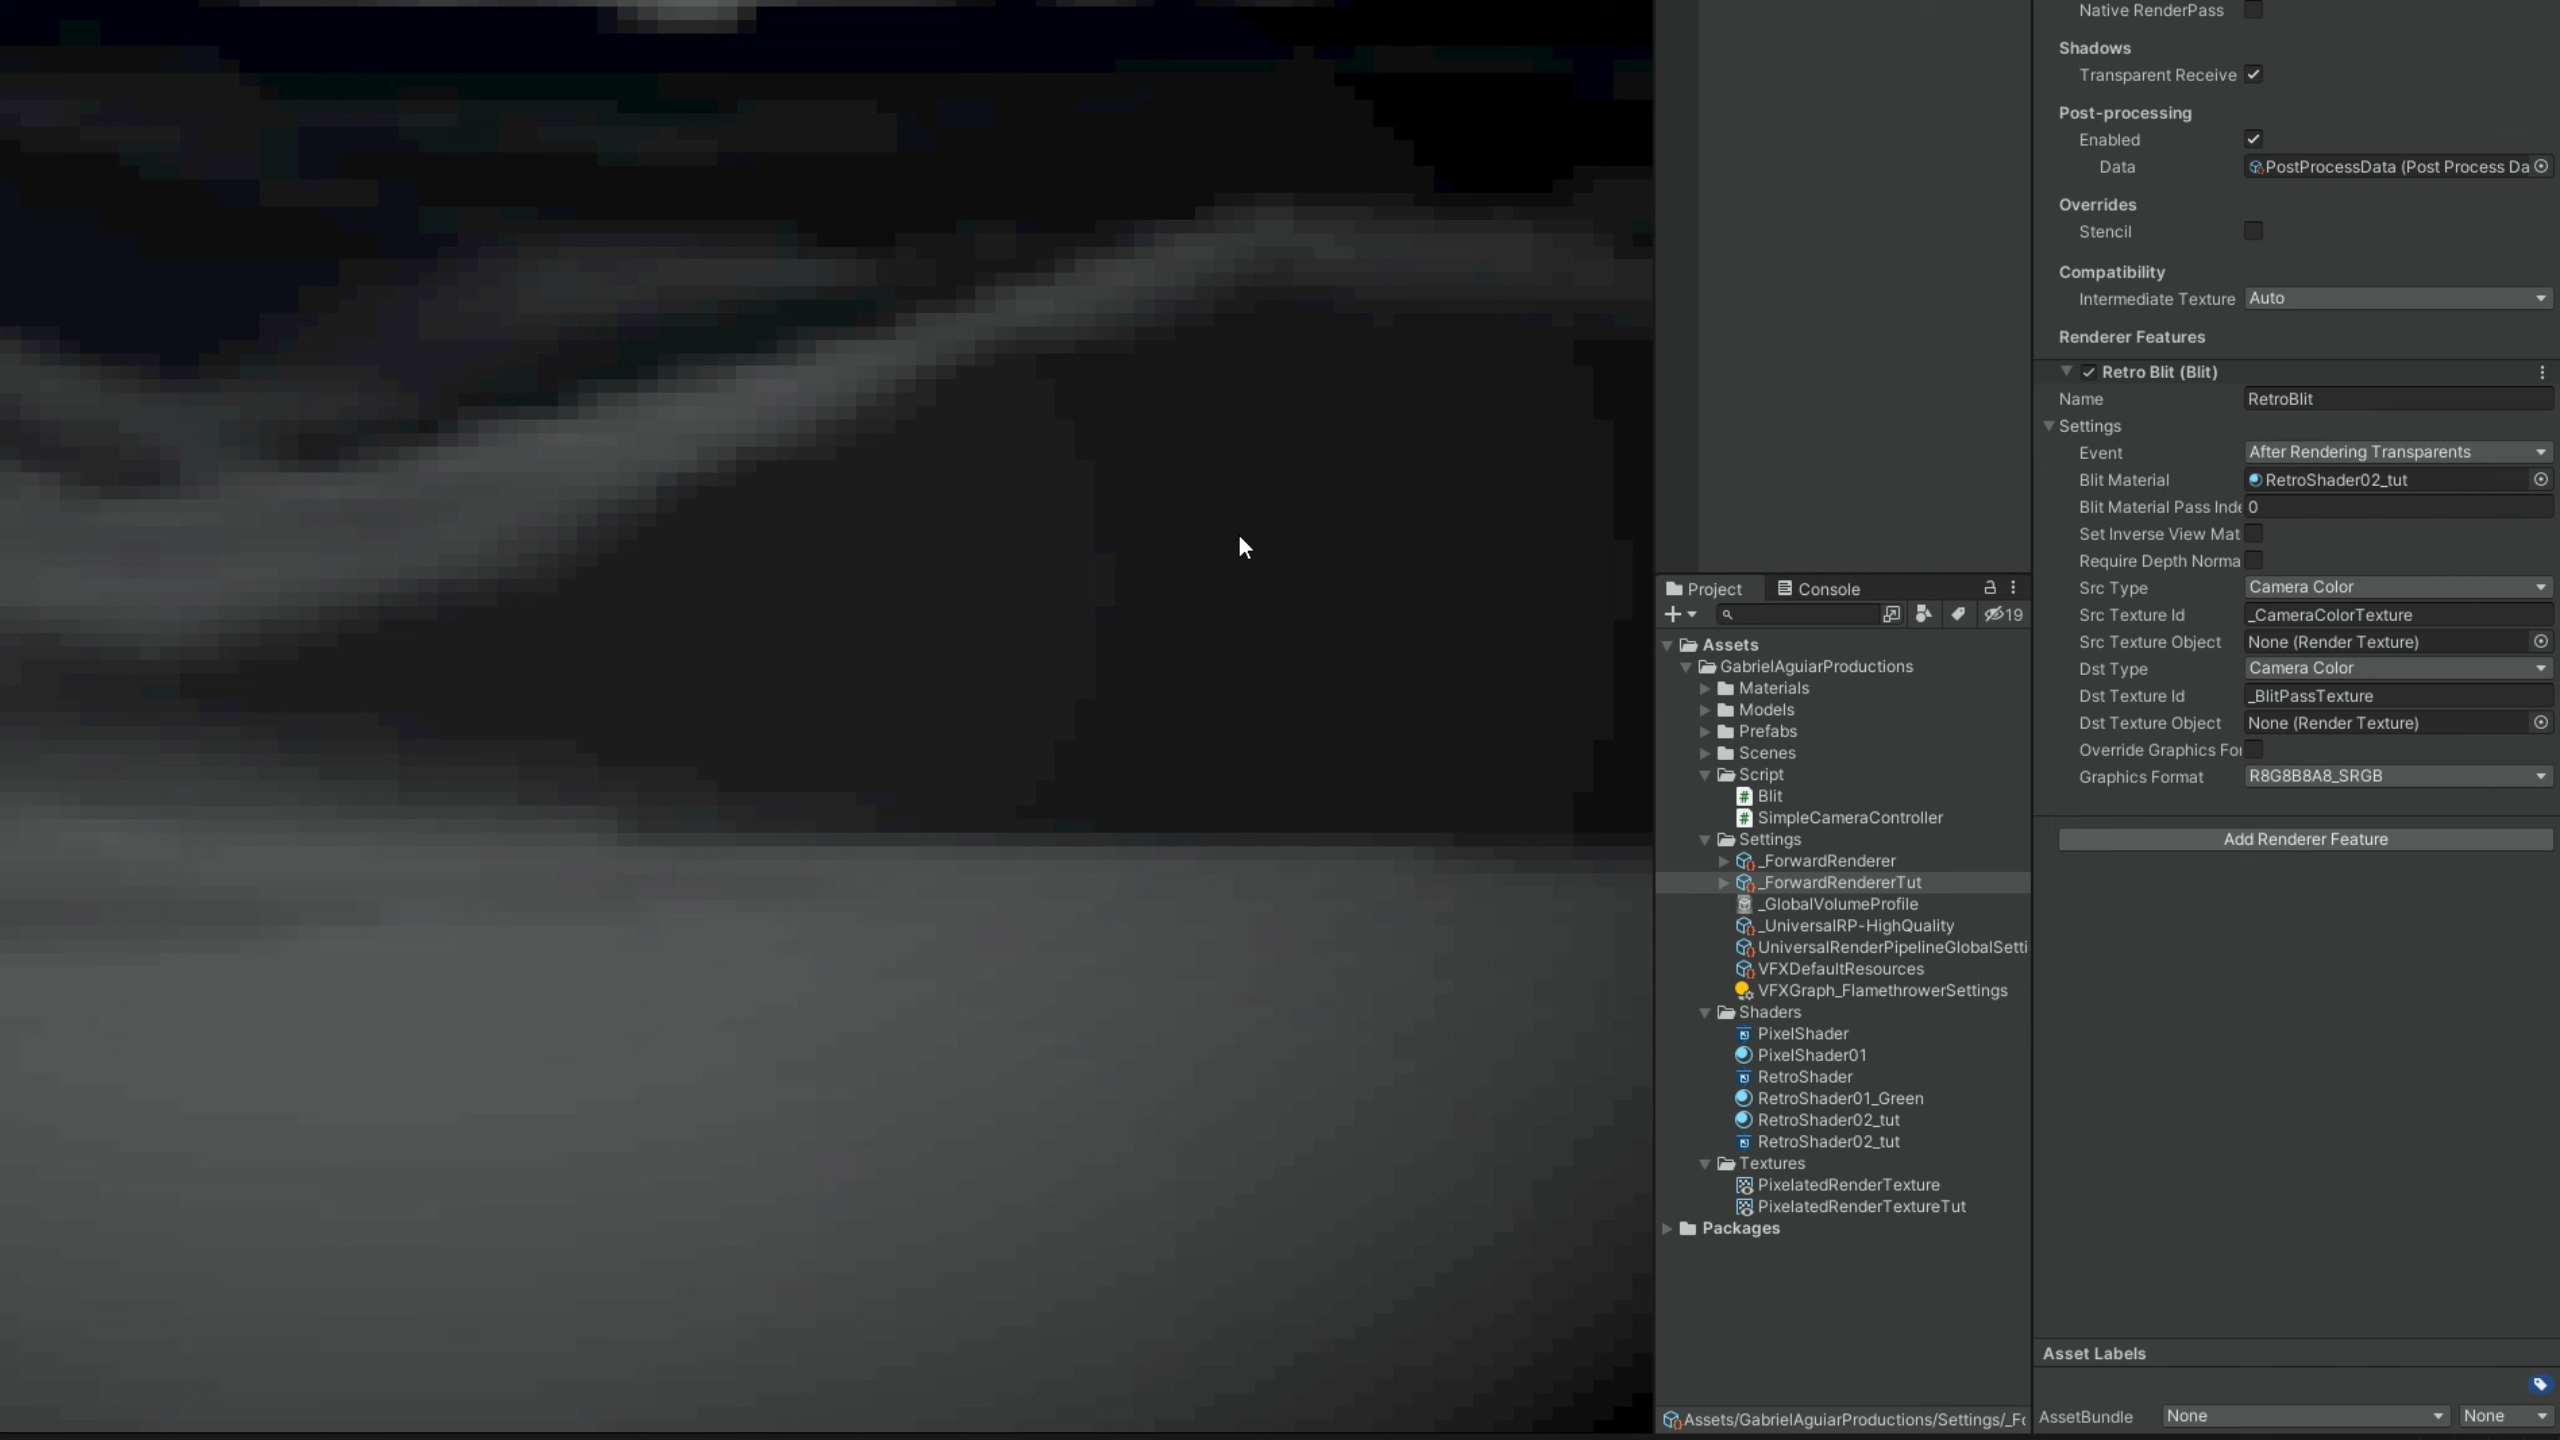 Native RenderPass
Shadows
Transparent Receive
Post-processing
Enabled
Data PostProcessData (Post Process Da
Overrides
Stencil
Compatibility
Intermediate Texture Auto
Renderer Features
Retro Blit (Blit)
Name RetroBlit
Settings
Event After Rendering Transparents
Blit Material RetroShader02_tut
Blit Material Pass Inde 0
Set Inverse View Mat
Require Depth Norma
Src Type Camera Color
Src Texture Id _CameraColorTexture
Src Texture Object None (Render Texture)
Dst Type Camera Color
Dst Texture Id _BlitPassTexture
Dst Texture Object None (Render Texture)
Override Graphics For
Graphics Format R8G8B8A8_SRGB
Add Renderer Feature
Asset Labels
AssetBundle None None
Project Console
19
Assets
GabrielAguiarProductions
Materials
Models
Prefabs
Scenes
Script
Blit
SimpleCameraController
Settings
_ForwardRenderer
_ForwardRendererTut
_GlobalVolumeProfile
_UniversalRP-HighQuality
UniversalRenderPipelineGlobalSetti
VFXDefaultResources
VFXGraph_FlamethrowerSettings
Shaders
PixelShader
PixelShader01
RetroShader
RetroShader01_Green
RetroShader02_tut
RetroShader02_tut
Textures
PixelatedRenderTexture
PixelatedRenderTextureTut
Packages
Assets/GabrielAguiarProductions/Settings/_Fo